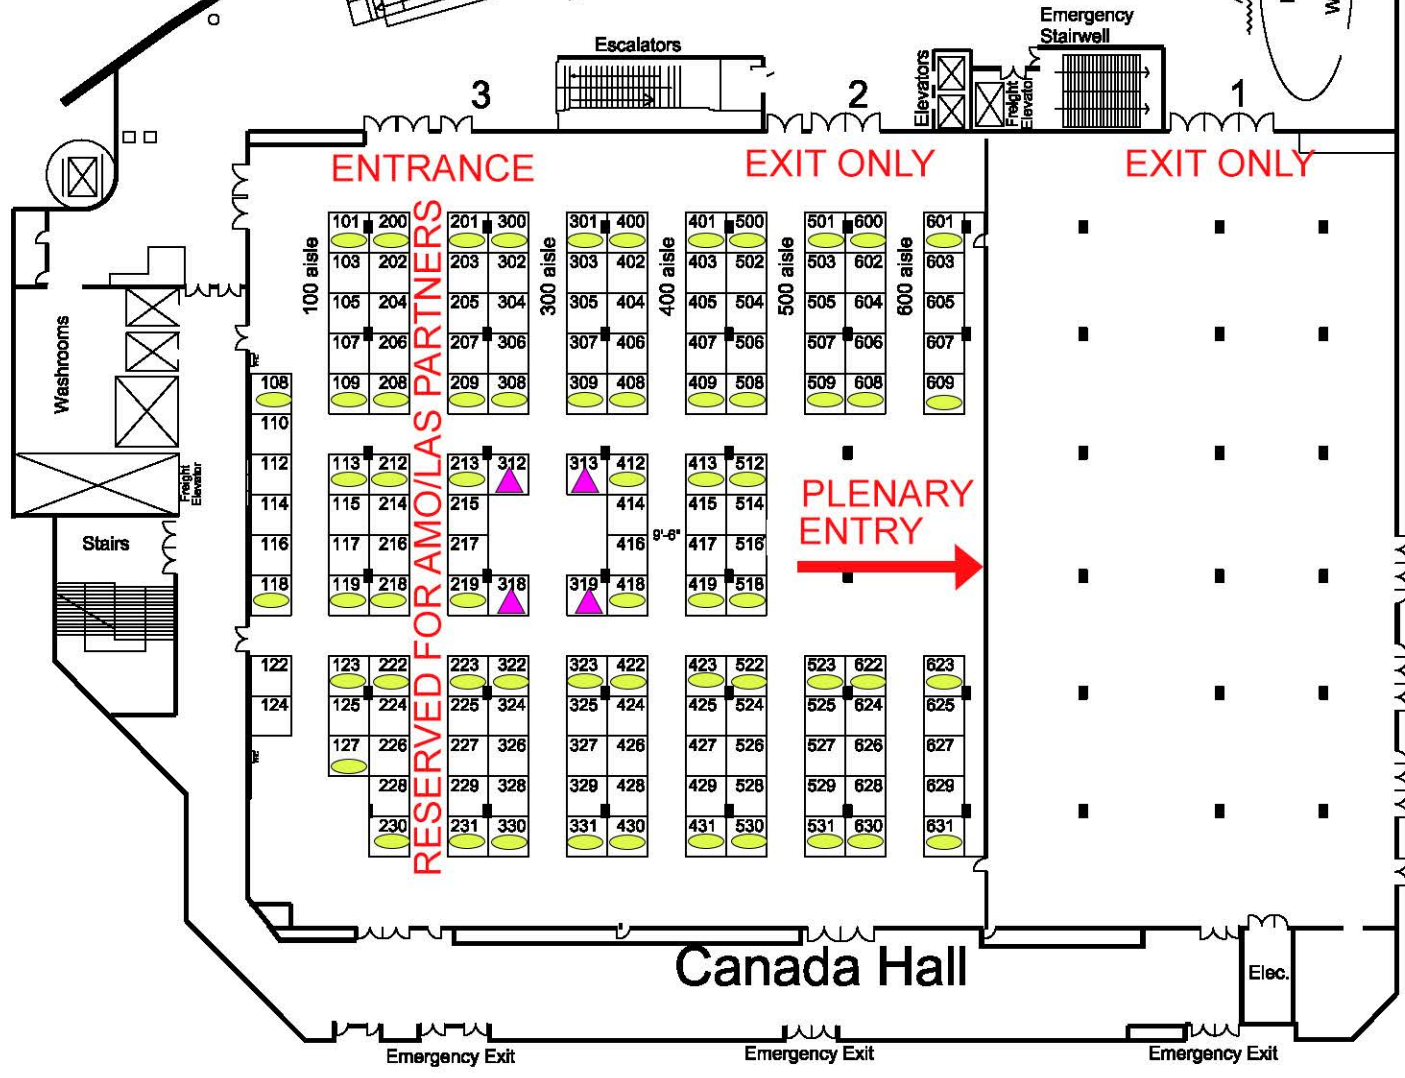 Emergency
Stairwell
Escalators
Elevators
Freight
Elevator
3
2
1
ENTRANCE
EXIT ONLY
EXIT ONLY
RESERVED FOR AMO/LAS PARTNERS
100 aisle
300 aisle
400 aisle
500 aisle
600 aisle
101 200 201 300 301 400 401 500 501 600 601
103 202 203 302 303 402 403 502 503 602 603
105 204 205 304 305 404 405 504 505 604 605
107 206 207 306 307 406 407 506 507 606 607
108 109 208 209 308 309 408 409 508 509 608 609
110
112 113 212 213 312 313 412 413 512
114 115 214 215 414 415 514
116 117 216 217 416 9'-6" 417 516
118 119 218 219 318 319 418 419 518
PLENARY
ENTRY
Washrooms
Freight
Elevator
Stairs
122 123 222 223 322 323 422 423 522 523 622 623
124 125 224 225 324 325 424 425 524 525 624 625
127 226 227 326 327 426 427 526 527 626 627
228 229 328 329 428 429 528 529 628 629
230 231 330 331 430 431 530 531 630 631
Canada Hall
Elec.
Emergency Exit
Emergency Exit
Emergency Exit